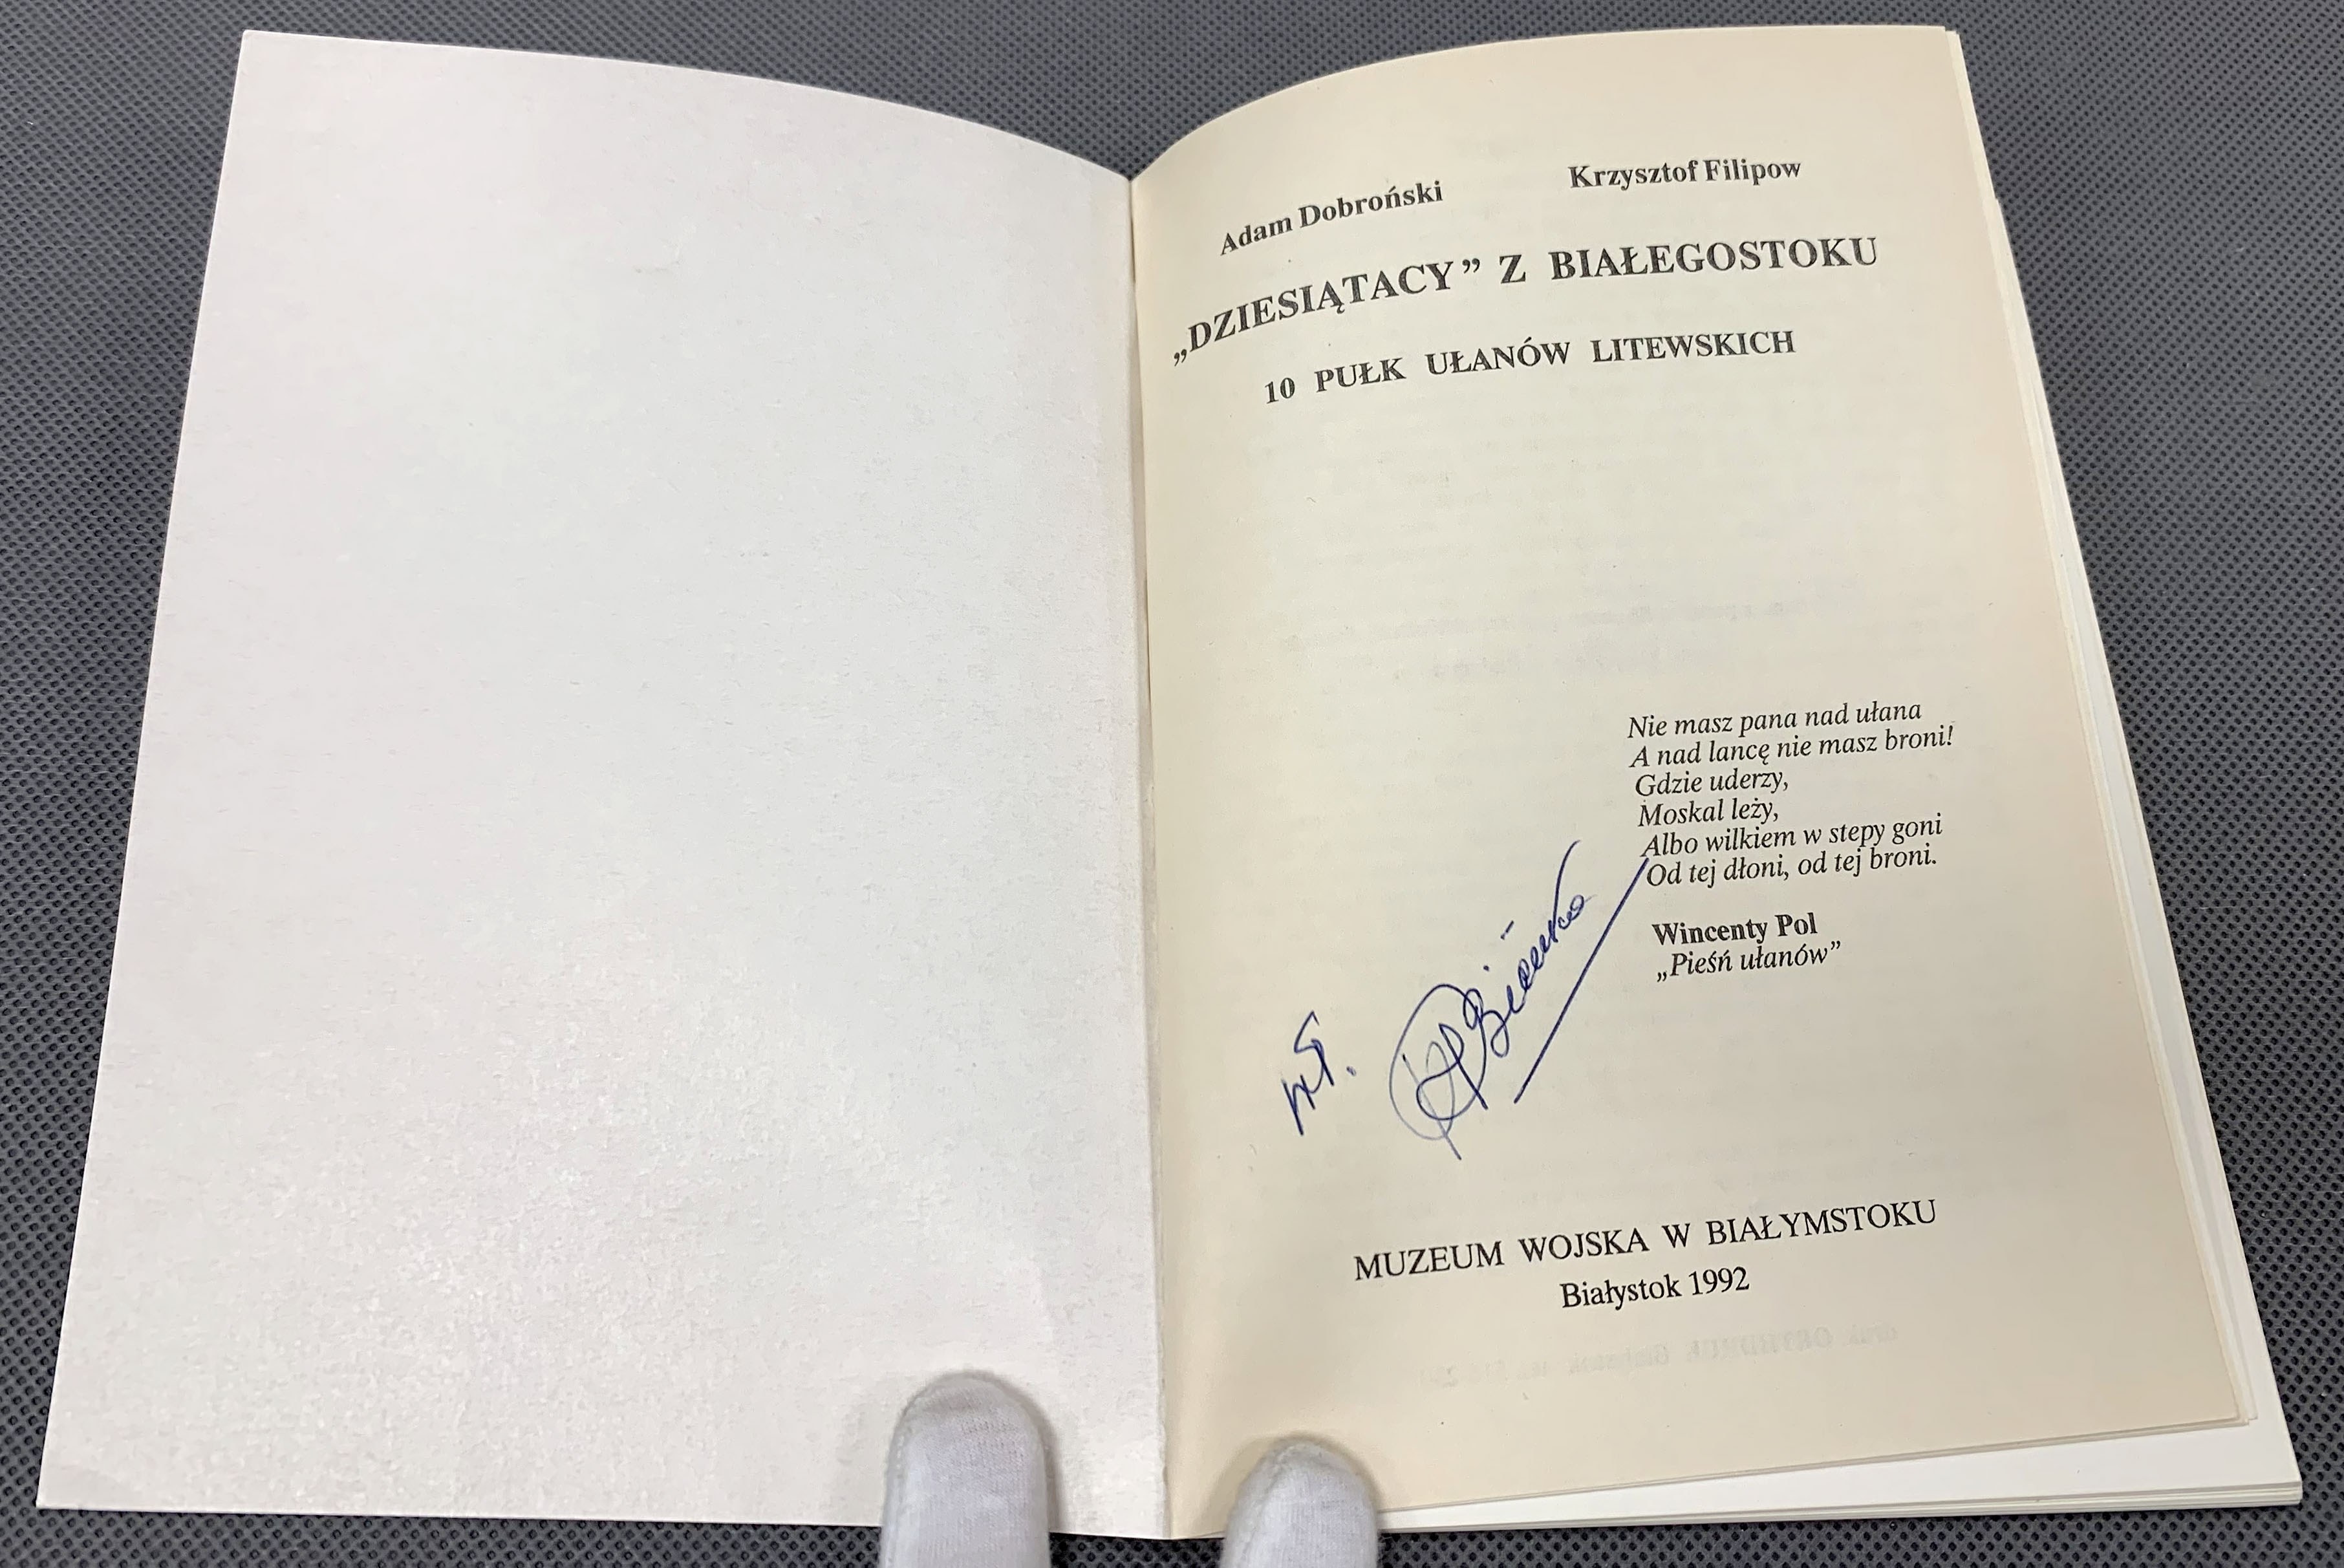 Adam Dobroński Krzysztof Filipow
„DZIESIĄTACY” Z BIAŁEGOSTOKU
10 PUŁK UŁANÓW LITEWSKICH
Nie masz pana nad ułana
A nad lancę nie masz broni!
Gdzie uderzy,
Moskal leży,
Albo wilkiem w stepy goni
Od tej dłoni, od tej broni.
Wincenty Pol
„Pieśń ułanów”
MUZEUM WOJSKA W BIAŁYMSTOKU
Białystok 1992